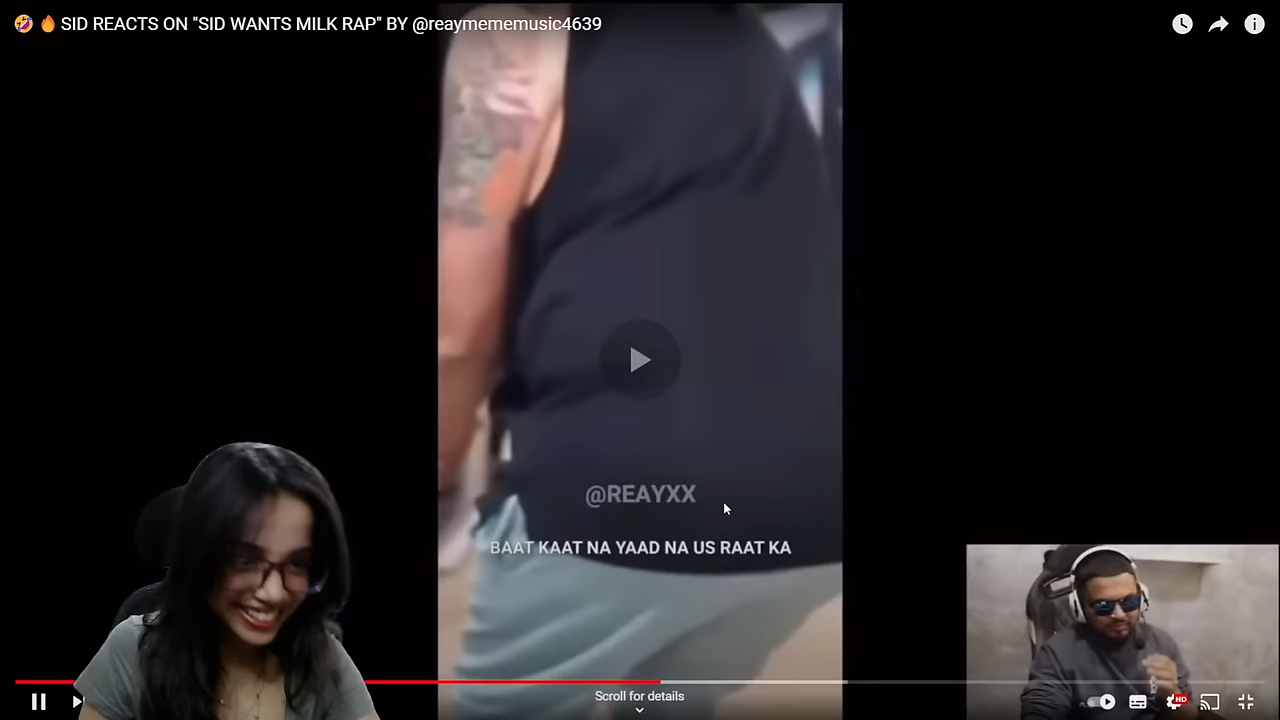 🤣🔥 SID REACTS ON "SID WANTS MILK RAP" BY @reaymememusic4639
@REAYXX
BAAT KAAT NA YAAD NA US RAAT KA
Scroll for details
HD